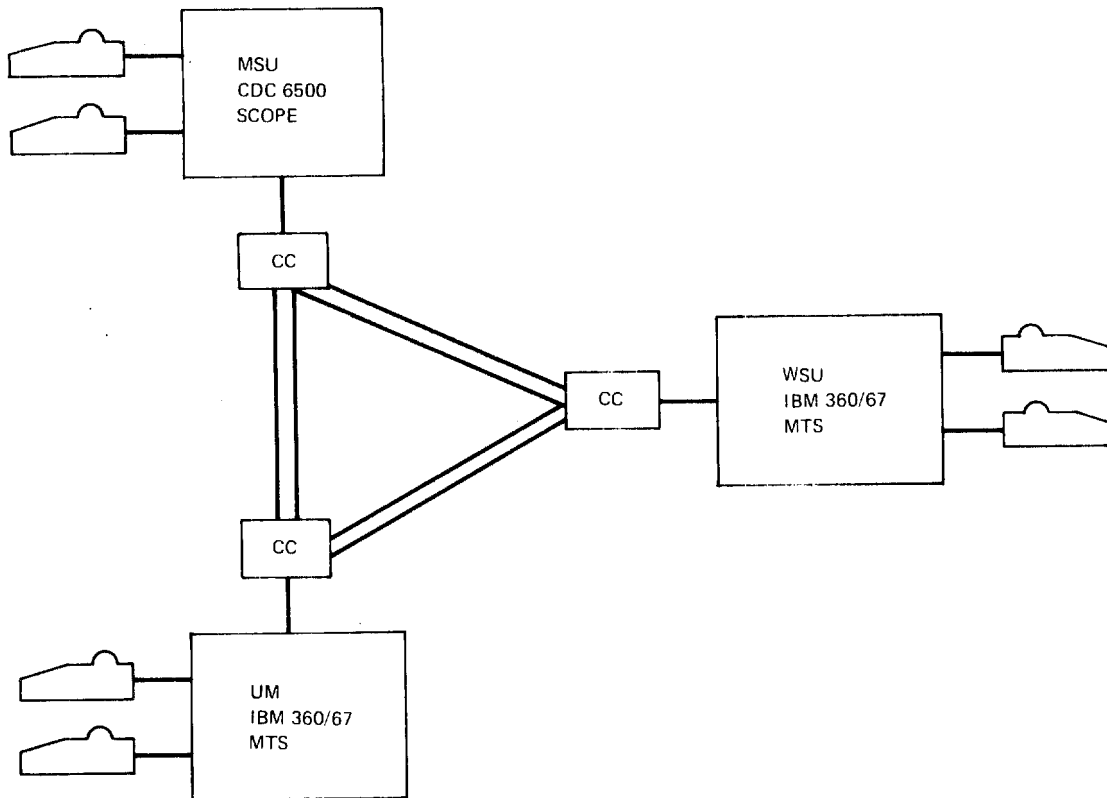 MSU
CDC 6500
SCOPE
CC
CC
WSU
IBM 360/67
MTS
CC
UM
IBM 360/67
MTS